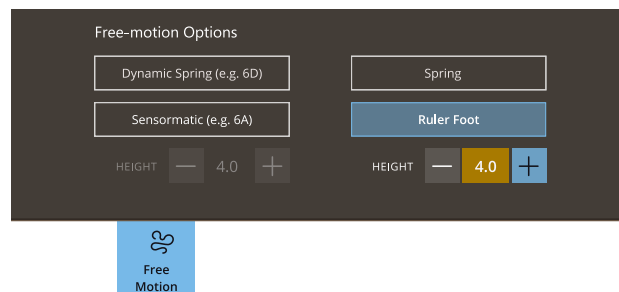 Free-motion Options
Dynamic Spring (e.g. 6D)
Spring
Sensormatic (e.g. 6A)
Ruler Foot
HEIGHT — 4.0 +
HEIGHT — 4.0 +
Free
Motion